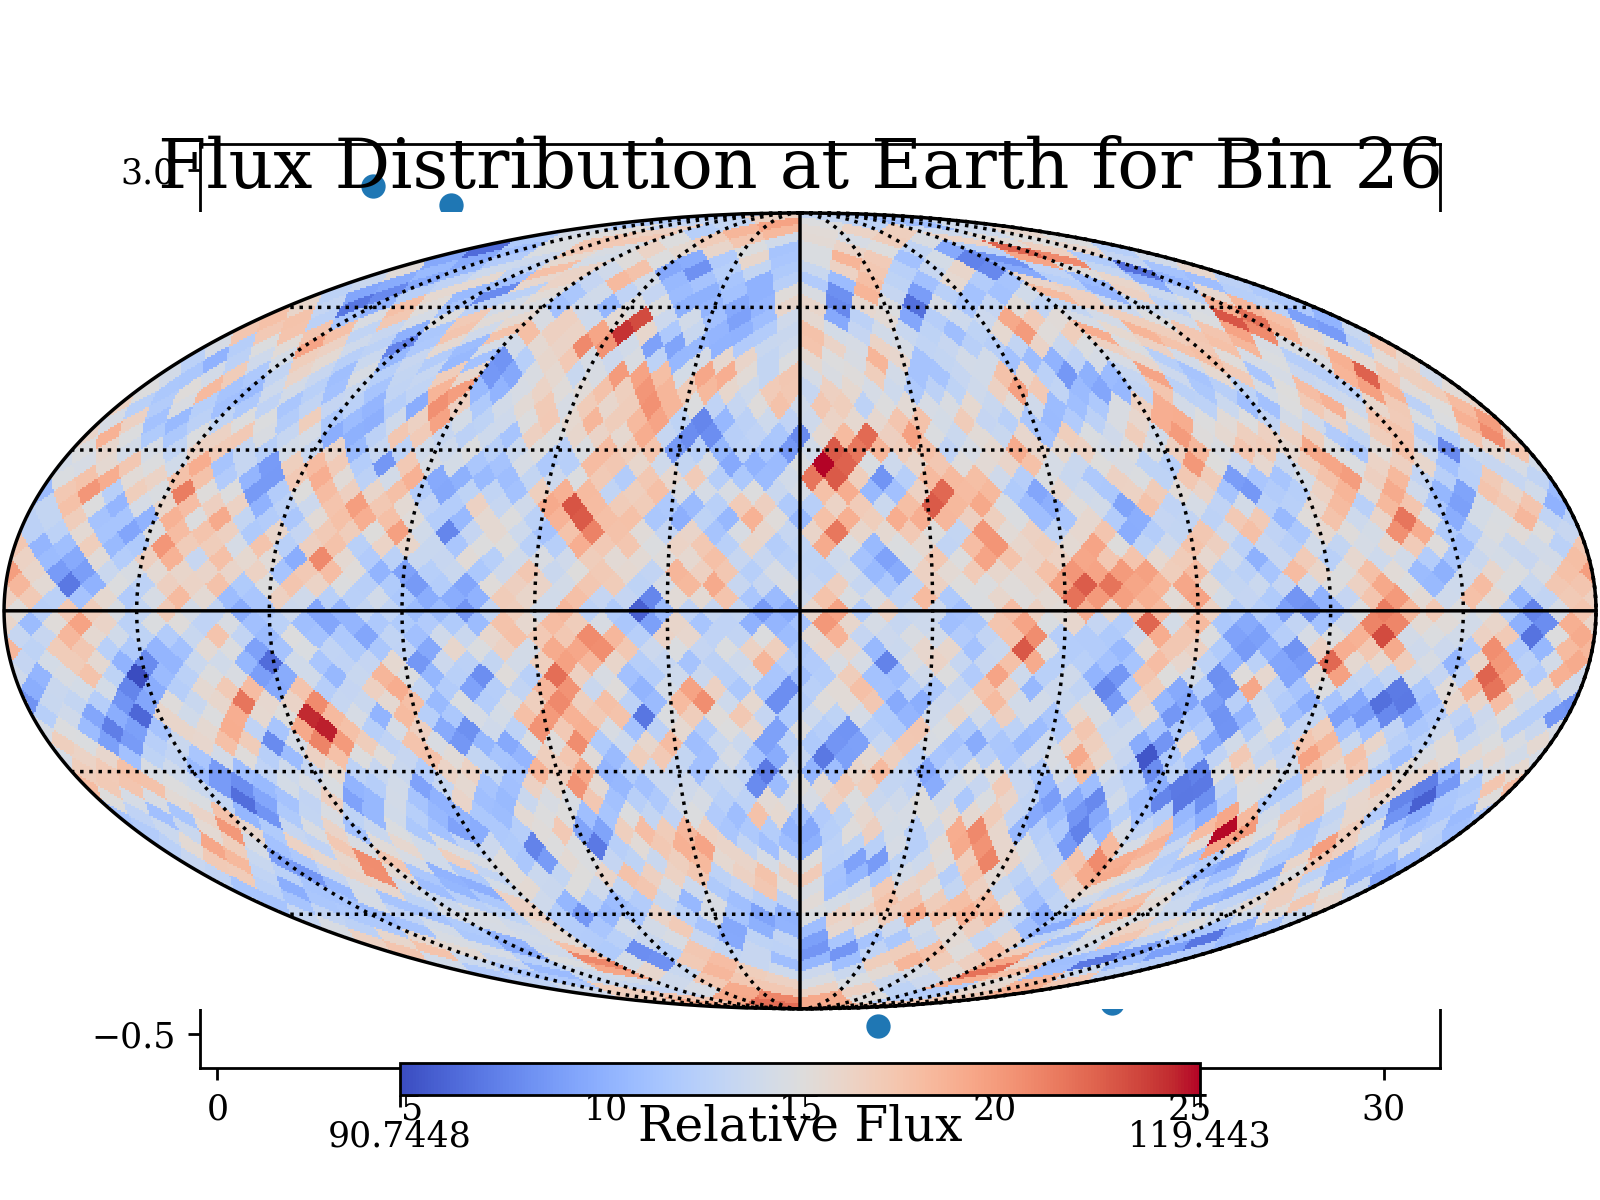 Flux Distribution at Earth for Bin 26
3.0
−0.5
0 5 10 15 20 25 30
Relative Flux
90.7448 119.443